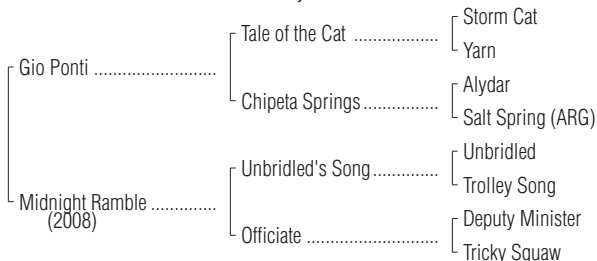 Tale of the Cat ..................
Storm Cat
Yarn
Gio Ponti ..........................
Chipeta Springs................
Alydar
Salt Spring (ARG)
Unbridled's Song..............
Unbridled
Trolley Song
Midnight Ramble ..............
(2008)
Officiate ............................
Deputy Minister
Tricky Squaw